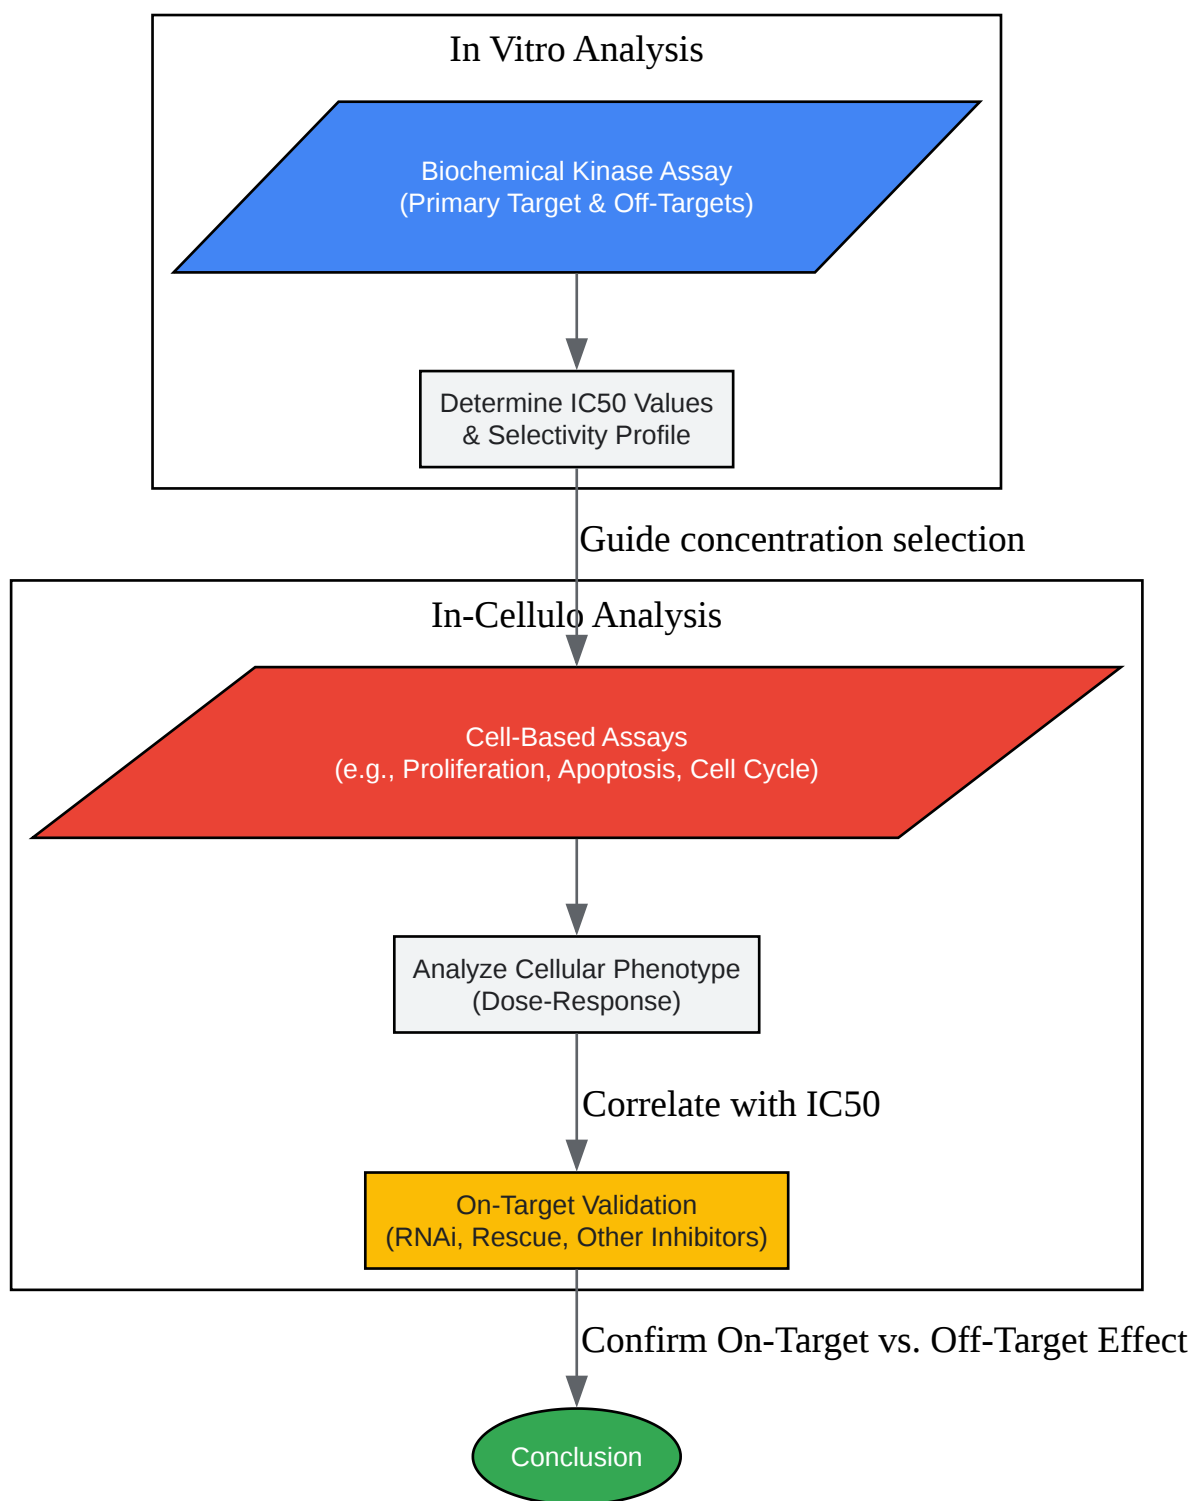 In Vitro Analysis
Biochemical Kinase Assay
(Primary Target & Off-Targets)
Determine IC50 Values
& Selectivity Profile
Guide concentration selection
In-Cellulo Analysis
Cell-Based Assays
(e.g., Proliferation, Apoptosis, Cell Cycle)
Analyze Cellular Phenotype
(Dose-Response)
Correlate with IC50
On-Target Validation
(RNAi, Rescue, Other Inhibitors)
Confirm On-Target vs. Off-Target Effect
Conclusion